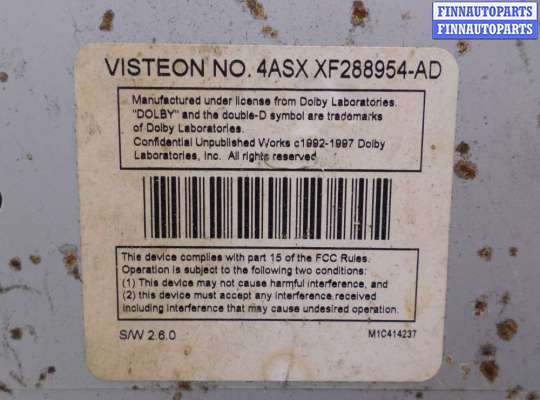 FINNAUTOPARTS
FINNAUTOPARTS
VISTEON NO. 4ASX XF288954-AD
Manufactured under license from Dolby Laboratories.
"DOLBY" and the double-D symbol are trademarks
of Dolby Laboratories.
Confidential Unpublished Works c1992-1997 Dolby
Laboratories, Inc. All rights reserved
This device complies with part 15 of the FCC Rules.
Operation is subject to the following two conditions:
(1) This device may not cause harmful interference, and
(2) this device must accept any interference received
including interference that may cause undesired operation.
S/W 2.6.0
M1C414237